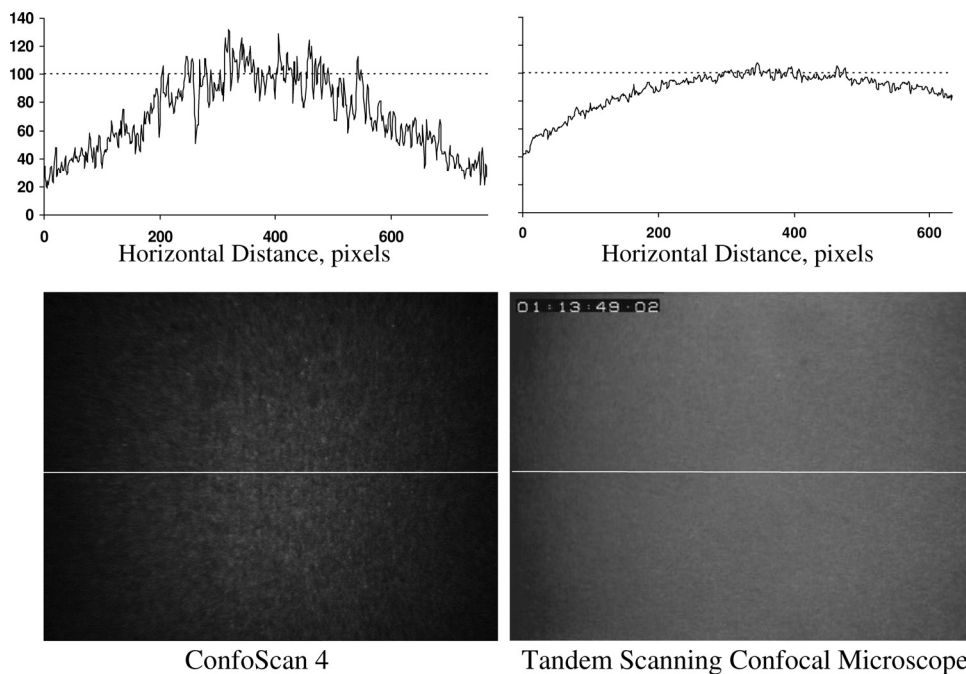 140
120
100
80
60
40
20
0
0 200 400 600
Horizontal Distance, pixels
0 200 400 600
Horizontal Distance, pixels
01:13:49:02
ConfoScan 4
Tandem Scanning Confocal Microscope